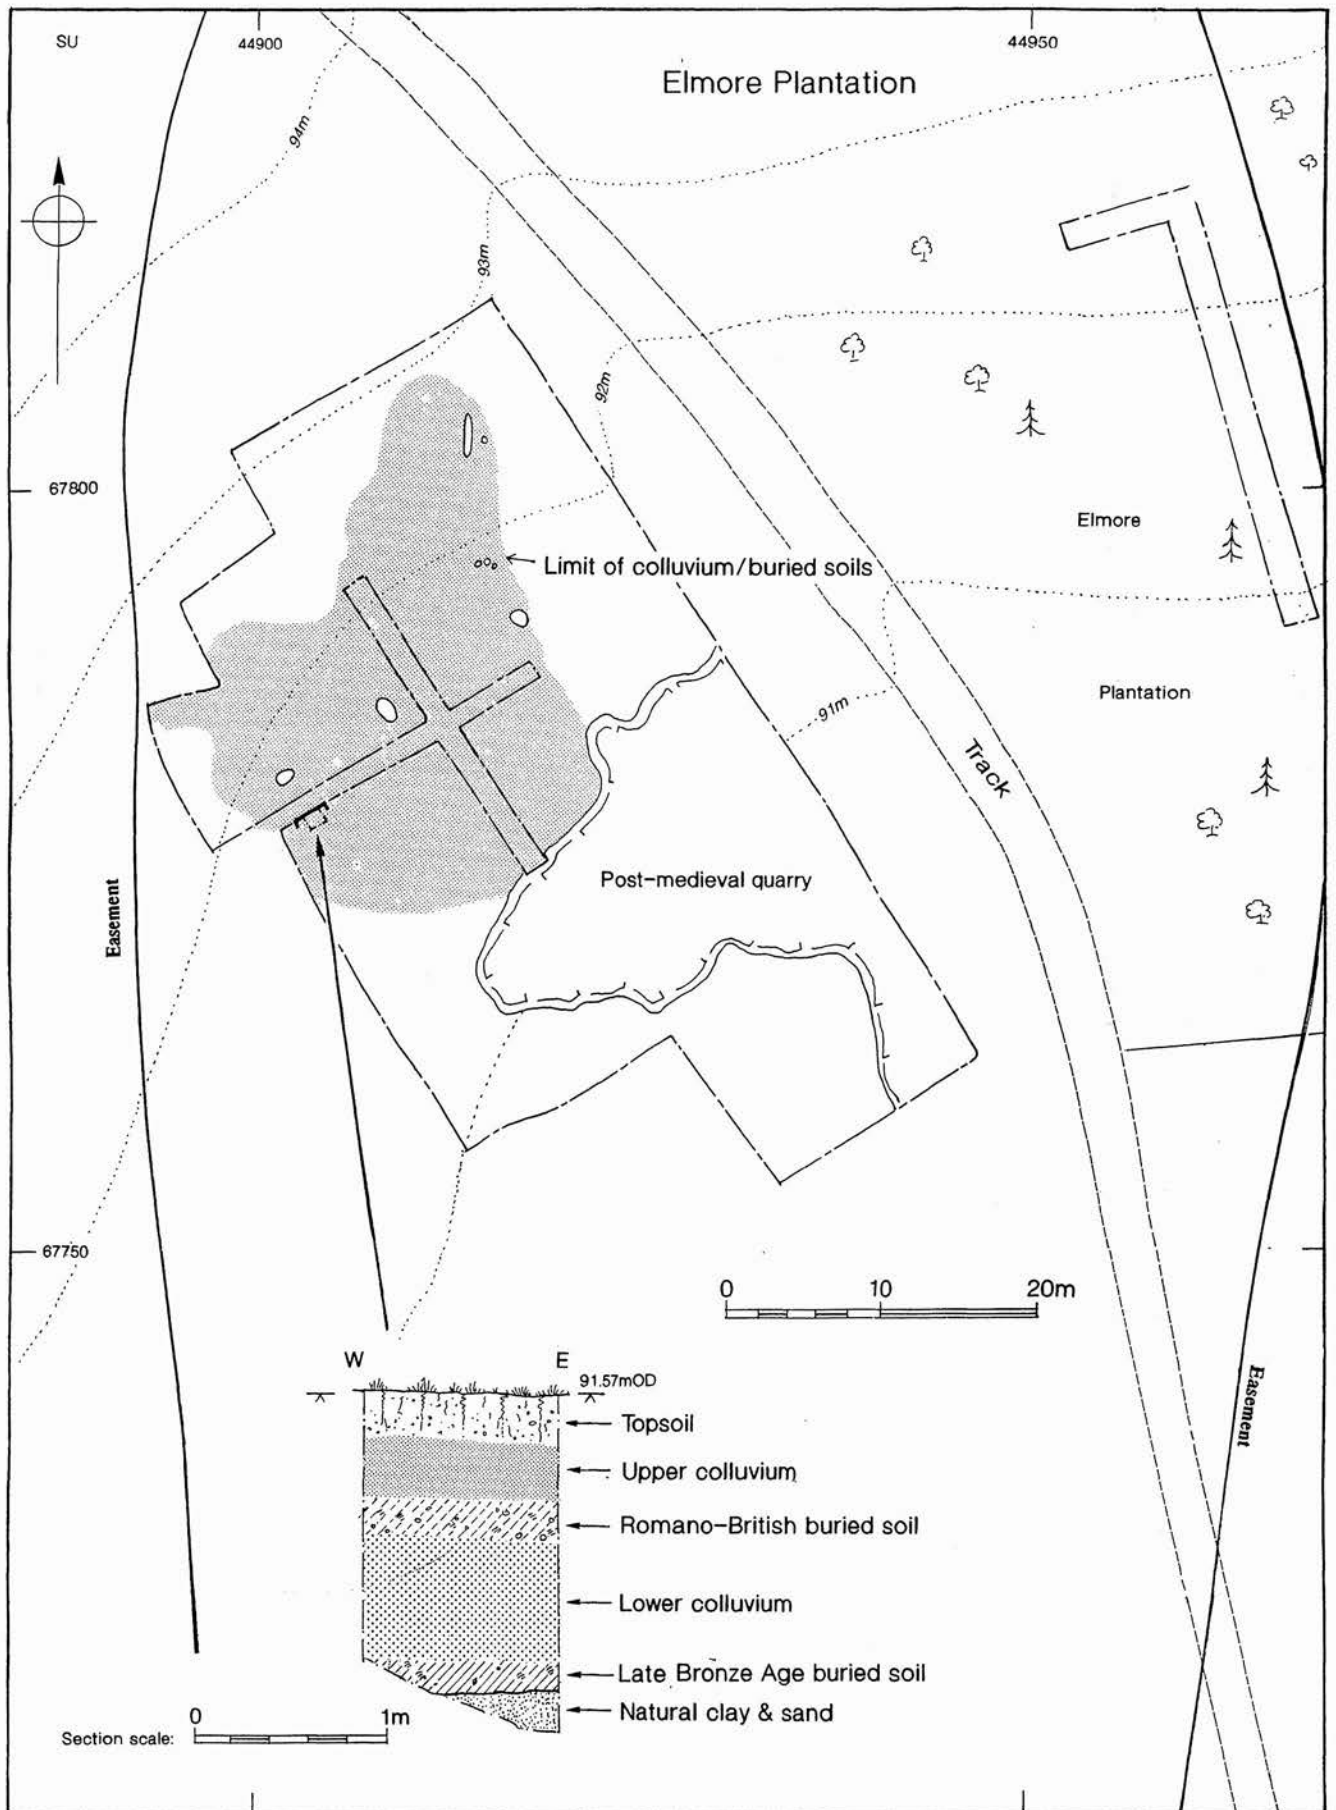 SU
44900
44950
Elmore Plantation
94m
93m
92m
67800
Elmore
Limit of colluvium/buried soils
Plantation
91m
Track
Post-medieval quarry
Easement
67750
0 10 20m
W E
91.57mOD
Topsoil
Easement
Upper colluvium
Romano-British buried soil
Lower colluvium
Late Bronze Age buried soil
Natural clay & sand
0 1m
Section scale: